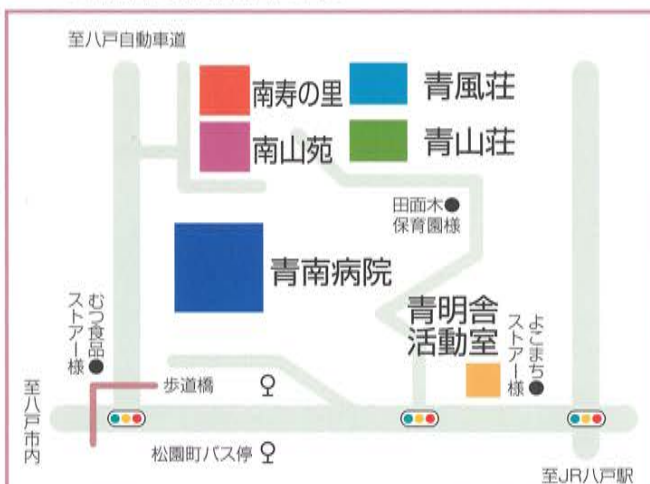 至八戸自動車道
南寿の里
青風荘
南山苑
青山荘
田面木
保育園様
青南病院
青明舎
活動室
むつ食品
ストアー様
よこまち
ストアー様
歩道橋
至八戸市内
松園町バス停
至JR八戸駅